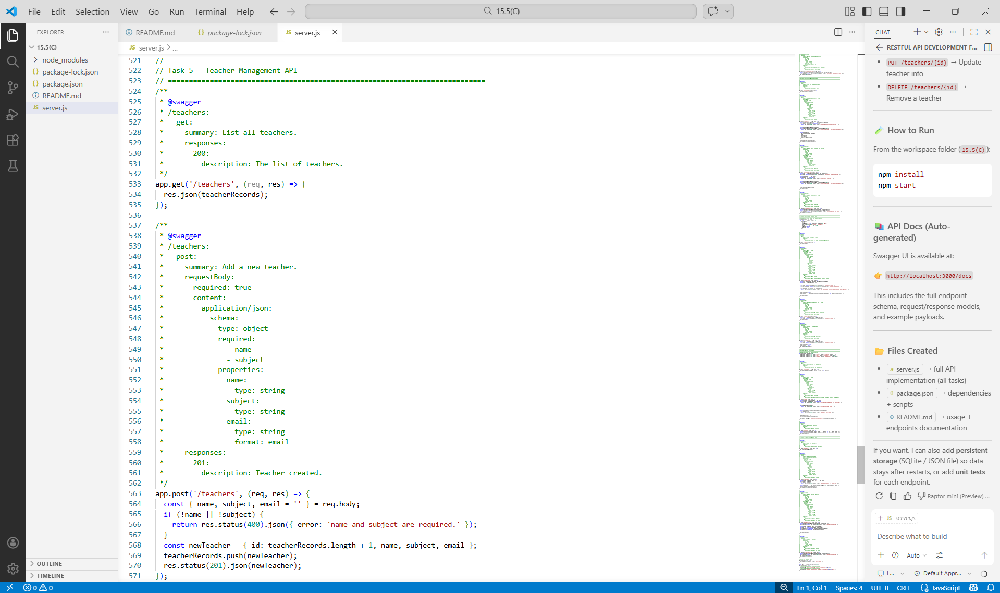 File Edit Selection View Go Run Terminal Help
15.5(C)
EXPLORER
15.5(C)
node_modules
package-lock.json
package.json
README.md
server.js
OUTLINE
TIMELINE
README.md
package-lock.json
server.js
server.js > ...
521 // ============================================================================
522 // Task 5 - Teacher Management API
523 // ============================================================================
524 /**
525 * @swagger
526 * /teachers:
527 * get:
528 * summary: List all teachers.
529 * responses:
530 * 200:
531 * description: The list of teachers.
532 */
533 app.get('/teachers', (req, res) => {
534 res.json(teacherRecords);
535 });
536
537 /**
538 * @swagger
539 * /teachers:
540 * post:
541 * summary: Add a new teacher.
542 * requestBody:
543 * required: true
544 * content:
545 * application/json:
546 * schema:
547 * type: object
548 * required:
549 * - name
550 * - subject
551 * properties:
552 * name:
553 * type: string
554 * subject:
555 * type: string
556 * email:
557 * type: string
558 * format: email
559 * responses:
560 * 201:
561 * description: Teacher created.
562 */
563 app.post('/teachers', (req, res) => {
564 const { name, subject, email = '' } = req.body;
565 if (!name || !subject) {
566 return res.status(400).json({ error: 'name and subject are required.' });
567 }
568 const newTeacher = { id: teacherRecords.length + 1, name, subject, email };
569 teacherRecords.push(newTeacher);
570 res.status(201).json(newTeacher);
571 });
CHAT
RESTFUL API DEVELOPMENT F...
• PUT /teachers/{id} → Update
teacher info
• DELETE /teachers/{id} →
Remove a teacher
How to Run
From the workspace folder (15.5(C)):
npm install
npm start
API Docs (Auto-
generated)
Swagger UI is available at:
http://localhost:3000/docs
This includes the full endpoint
schema, request/response models,
and example payloads.
Files Created
• server.js → full API
implementation (all tasks)
• package.json → dependencies
+ scripts
• README.md → usage +
endpoints documentation
If you want, I can also add persistent
storage (SQLite / JSON file) so data
stays after restarts, or add unit tests
for each endpoint.
Raptor mini (Preview) ...
+ JS server.js
Describe what to build
Auto
L... Default Appr...
0 0
Ln 1, Col 1 Spaces: 4 UTF-8 CRLF {} JavaScript